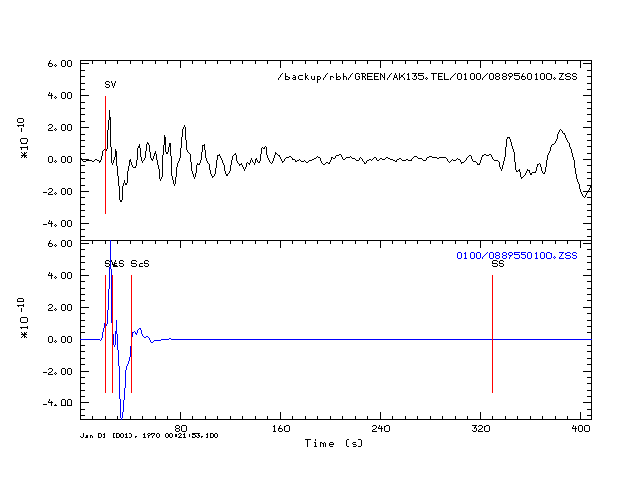 6.00
/backup/rbh/GREEN/AK135.TEL/0100/0889560100.ZSS
SV
4.00
2.00
0.00
-2.00
-4.00
*10 -10
6.00
0100/0889550100.ZSS
ScS
SS
4.00
2.00
0.00
-2.00
-4.00
*10 -10
80
160
240
320
400
Jan 01 (001), 1970 00:21:53.100
Time (s)